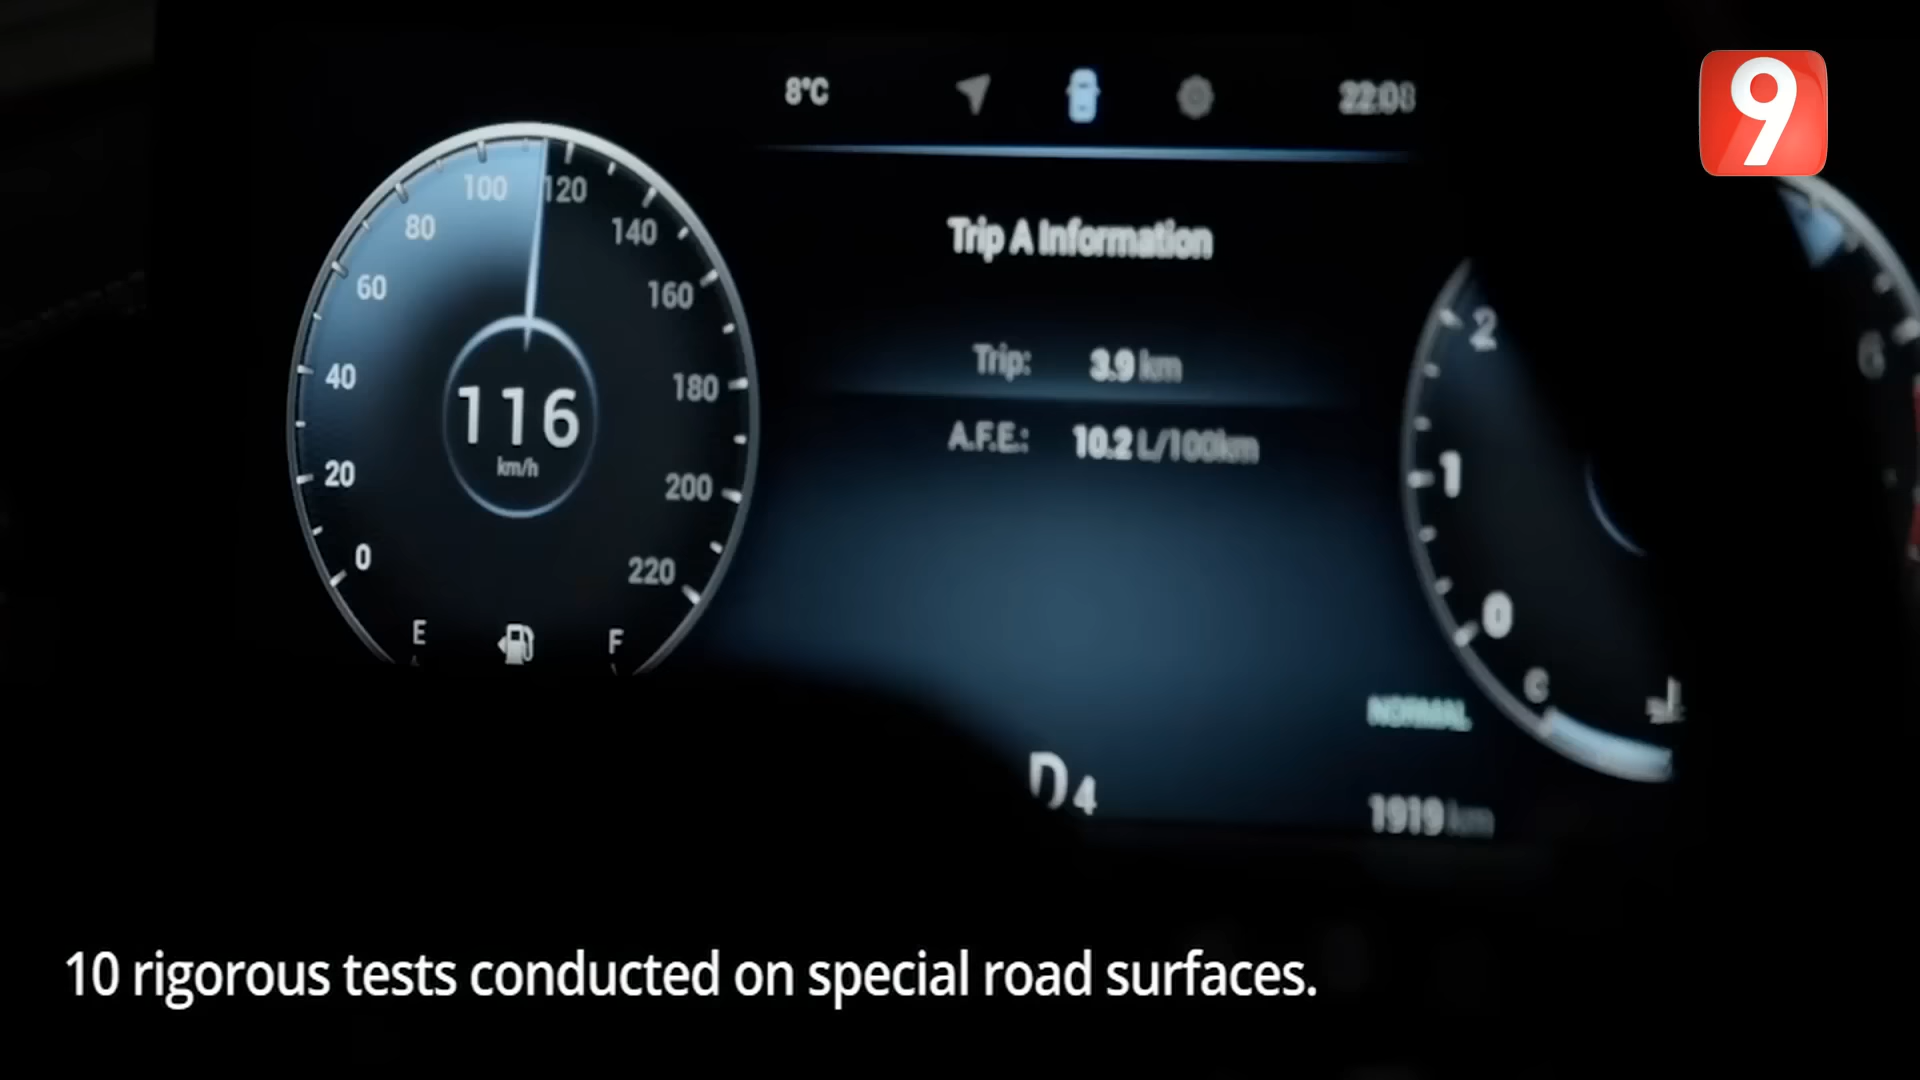 9
8°C
22:08
0
20
40
60
80
100
120
140
160
180
200
220
116
km/h
E
F
Trip A Information
Trip: 3.9 km
A.F.E.: 10.2 L/100km
2
1
0
6
C
NORMAL
D4
1919 km
10 rigorous tests conducted on special road surfaces.